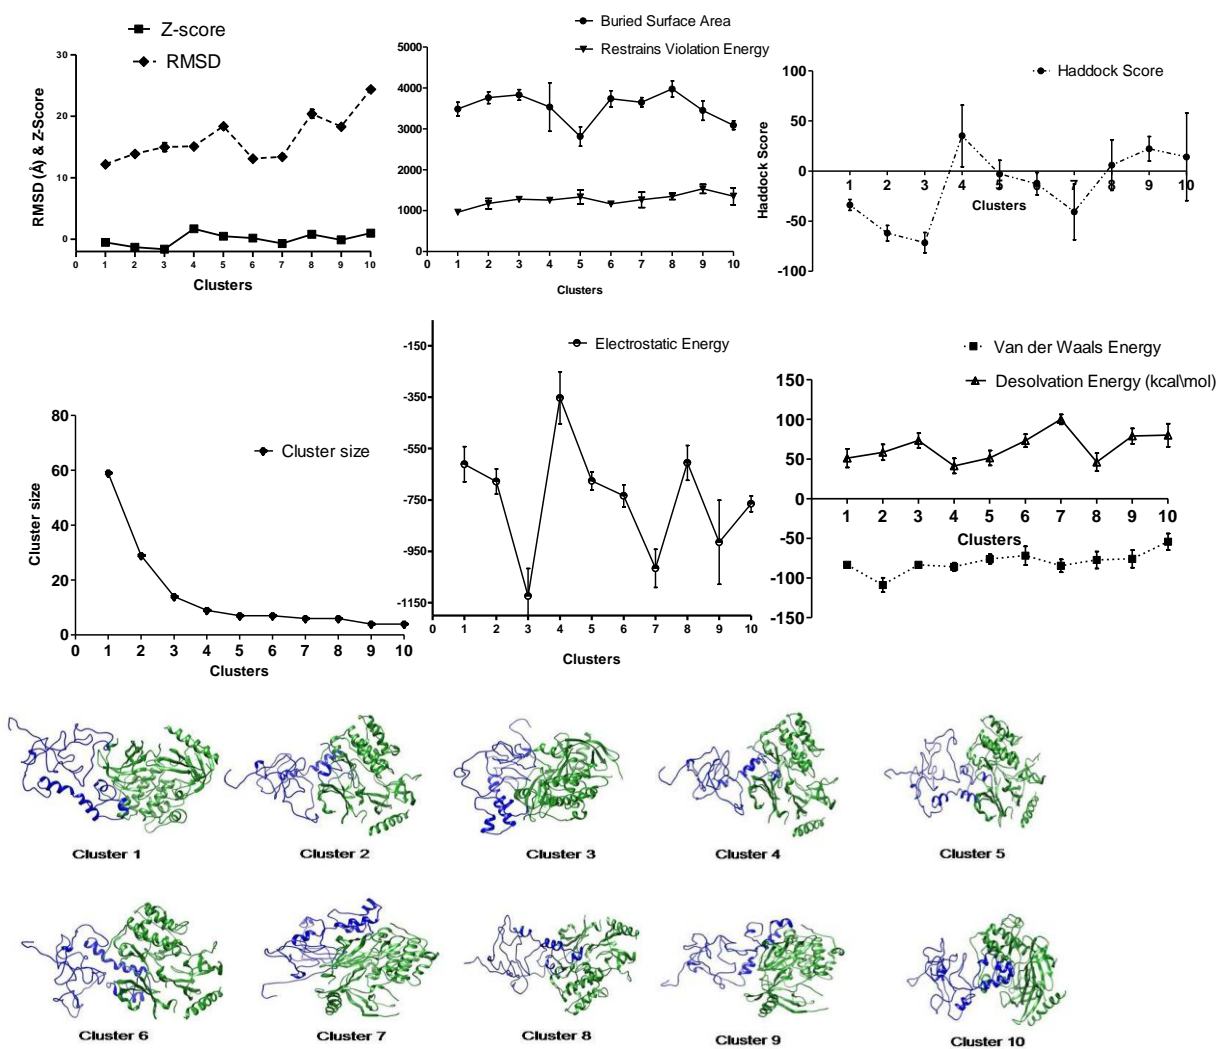 Z-score
RMSD
RMSD (Å) & Z-Score
30
20
10
0
0 1 2 3 4 5 6 7 8 9 10
Clusters
Buried Surface Area
Restrains Violation Energy
5000
4000
3000
2000
1000
0
0 1 2 3 4 5 6 7 8 9 10
Clusters
Haddock Score
Haddock Score
100
50
0
-50
-100
1 2 3 4 5 6 7 8 9 10
Clusters
Cluster size
Cluster size
80
60
40
20
0
0 1 2 3 4 5 6 7 8 9 10
Clusters
Electrostatic Energy
-150
-350
-550
-750
-950
-1150
0 1 2 3 4 5 6 7 8 9 10
Clusters
Van der Waals Energy
Desolvation Energy (kcal\mol)
150
100
50
0
-50
-100
-150
1 2 3 4 5 6 7 8 9 10
Clusters
Cluster 1
Cluster 2
Cluster 3
Cluster 4
Cluster 5
Cluster 6
Cluster 7
Cluster 8
Cluster 9
Cluster 10